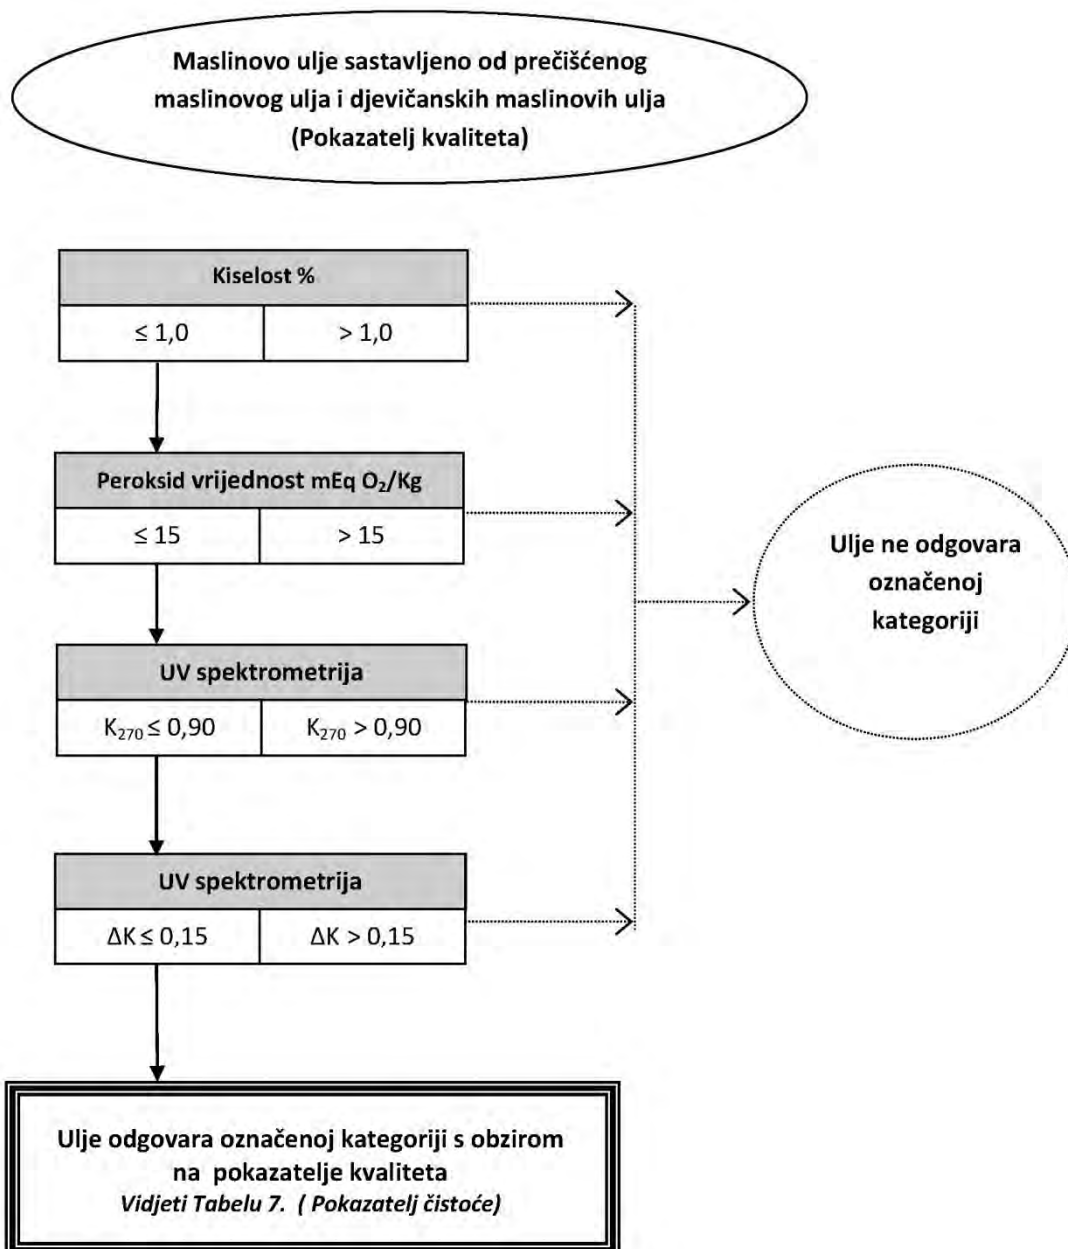 Maslinovo ulje sastavljeno od prečišćenog
maslinovog ulja i djevičanskih maslinovih ulja
(Pokazatelj kvaliteta)
Kiselost %
≤ 1,0
> 1,0
Peroksid vrijednost mEq O₂/Kg
≤ 15
> 15
UV spektrometrija
K₂₇₀ ≤ 0,90
K₂₇₀ > 0,90
UV spektrometrija
ΔK ≤ 0,15
ΔK > 0,15
Ulje ne odgovara
označenoj
kategoriji
Ulje odgovara označenoj kategoriji s obzirom
na pokazatelje kvaliteta
Vidjeti Tabelu 7. ( Pokazatelj čistoće)